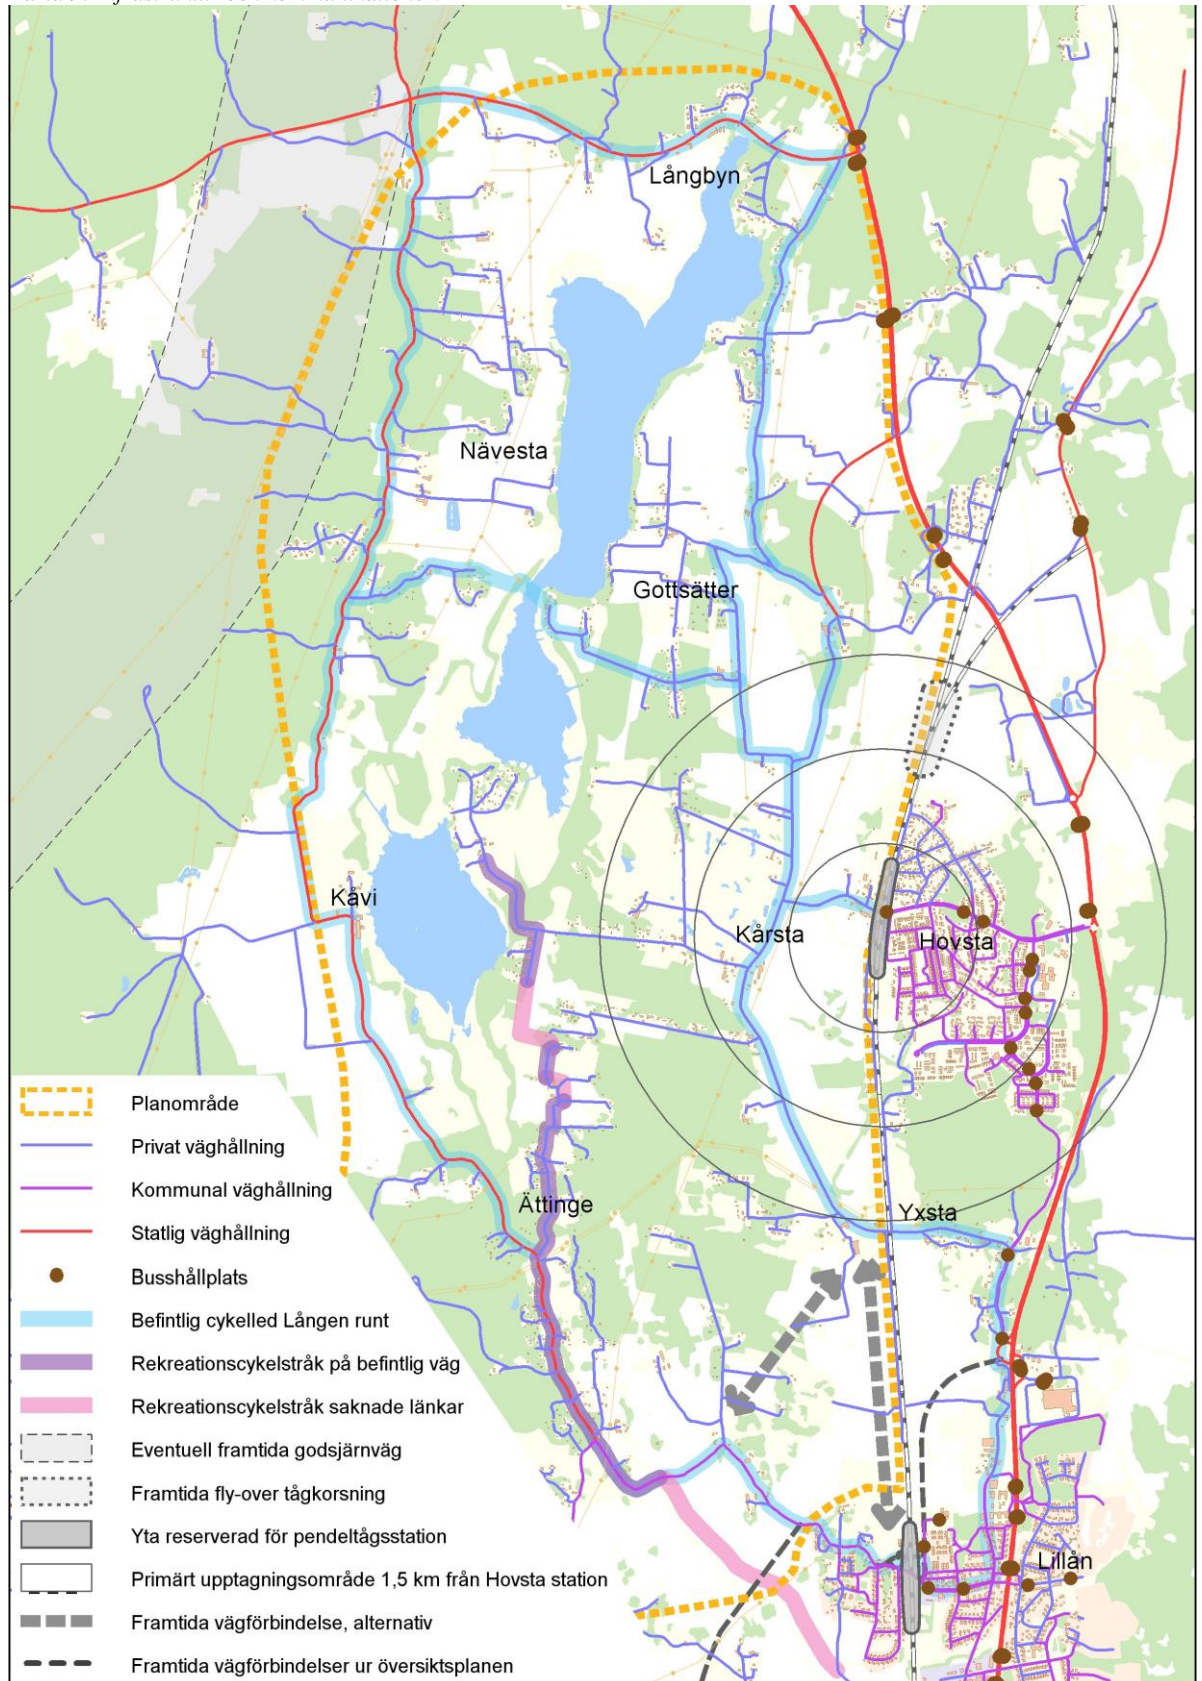 Långbyn
Nävesta
Gottsätter
Kåvi
Kårsta
Hovsta
Ättinge
Yxsta
Lillån
Planområde
Privat väghållning
Kommunal väghållning
Statlig väghållning
Busshållplats
Befintlig cykelled Lången runt
Rekreationscykelstråk på befintlig väg
Rekreationscykelstråk saknade länkar
Eventuell framtida godsjärnväg
Framtida fly-over tågkorsning
Yta reserverad för pendeltågsstation
Primärt upptagningsområde 1,5 km från Hovsta station
Framtida vägförbindelse, alternativ
Framtida vägförbindelser ur översiktsplanen